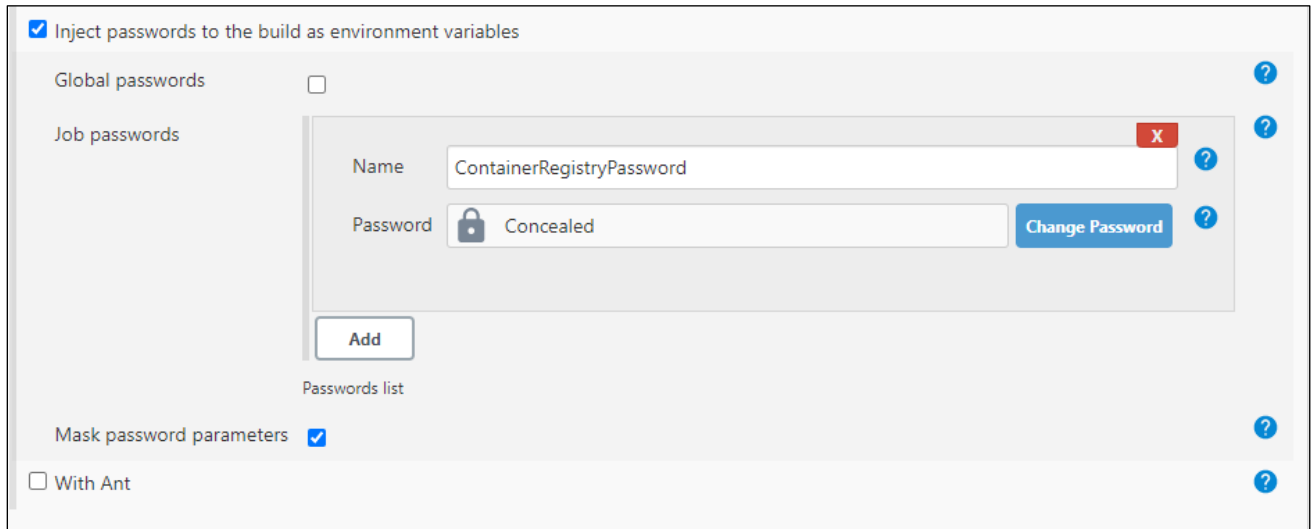 Inject passwords to the build as environment variables
Global passwords
?
Job passwords
?
X
Name
ContainerRegistryPassword
?
Password
Concealed
Change Password
?
Add
Passwords list
Mask password parameters
?
With Ant
?